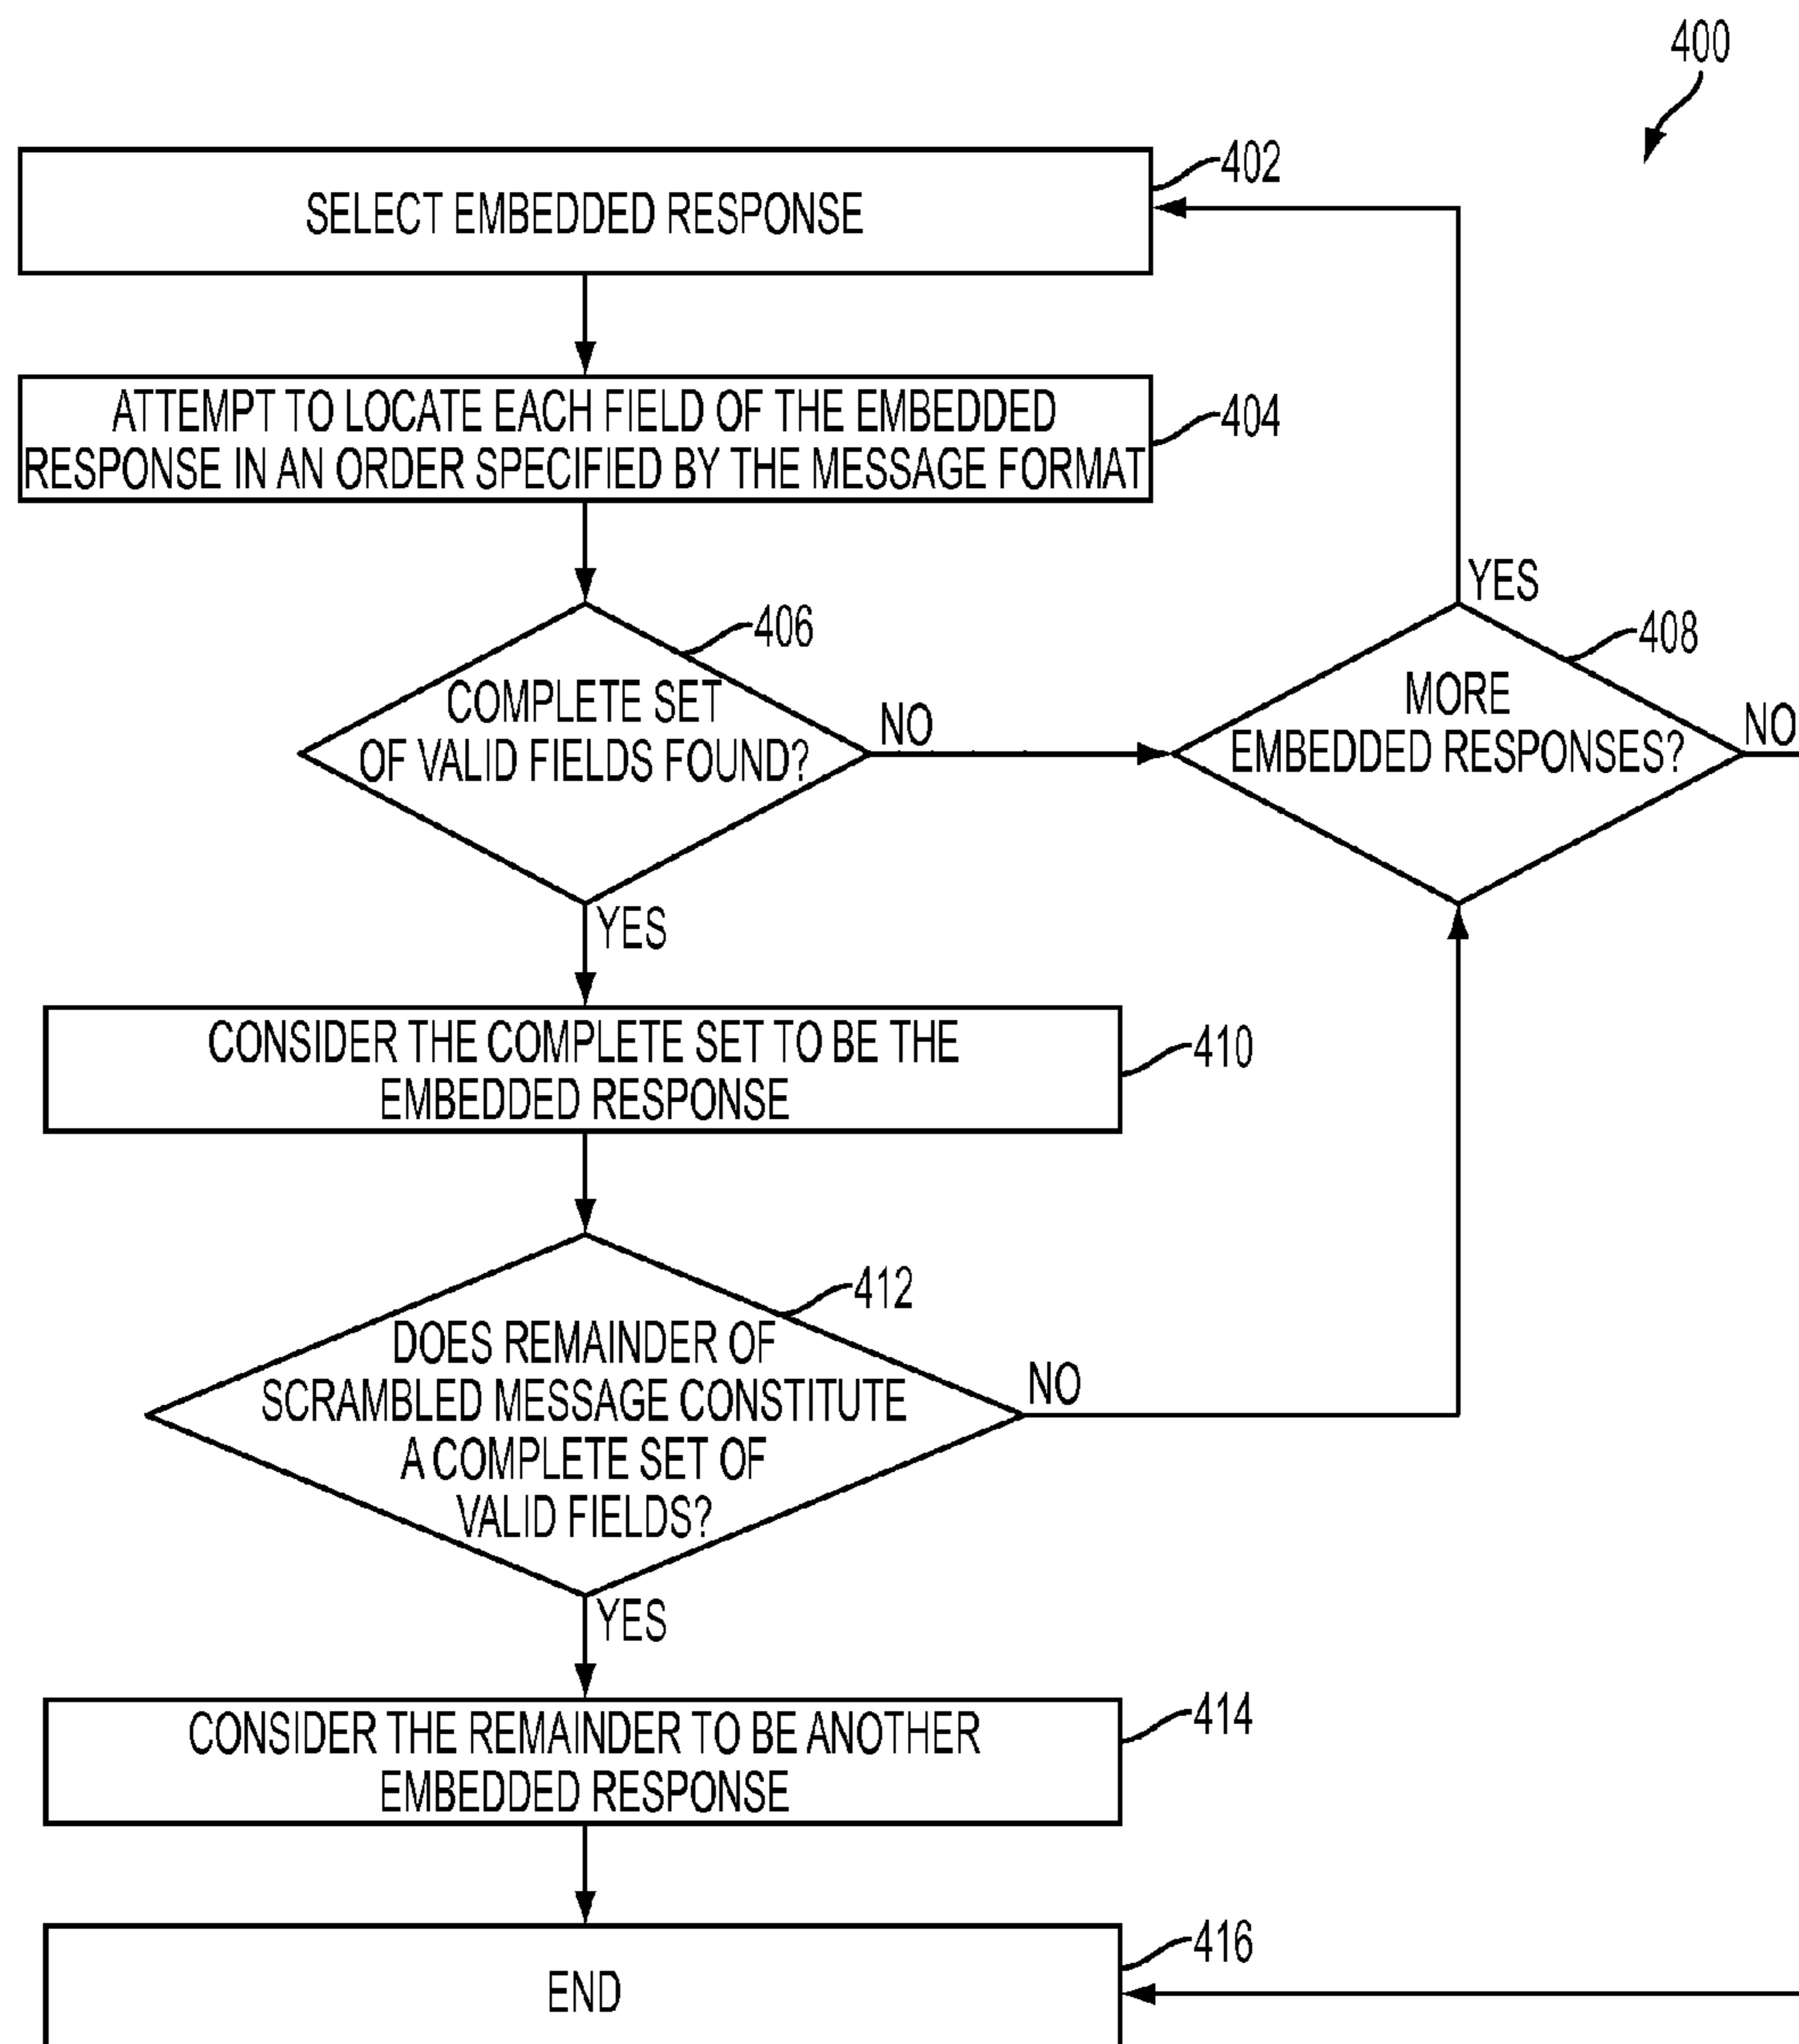 400
402
SELECT EMBEDDED RESPONSE
ATTEMPT TO LOCATE EACH FIELD OF THE EMBEDDED
RESPONSE IN AN ORDER SPECIFIED BY THE MESSAGE FORMAT
404
406
COMPLETE SET
OF VALID FIELDS FOUND?
NO
YES
408
MORE
EMBEDDED RESPONSES?
NO
YES
CONSIDER THE COMPLETE SET TO BE THE
EMBEDDED RESPONSE
410
412
DOES REMAINDER OF
SCRAMBLED MESSAGE CONSTITUTE
A COMPLETE SET OF
VALID FIELDS?
NO
YES
CONSIDER THE REMAINDER TO BE ANOTHER
EMBEDDED RESPONSE
414
416
END